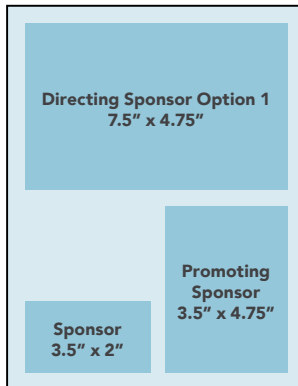 Directing Sponsor Option 1
7.5” x 4.75”
Promoting
Sponsor
3.5” x 4.75”
Sponsor
3.5” x 2”